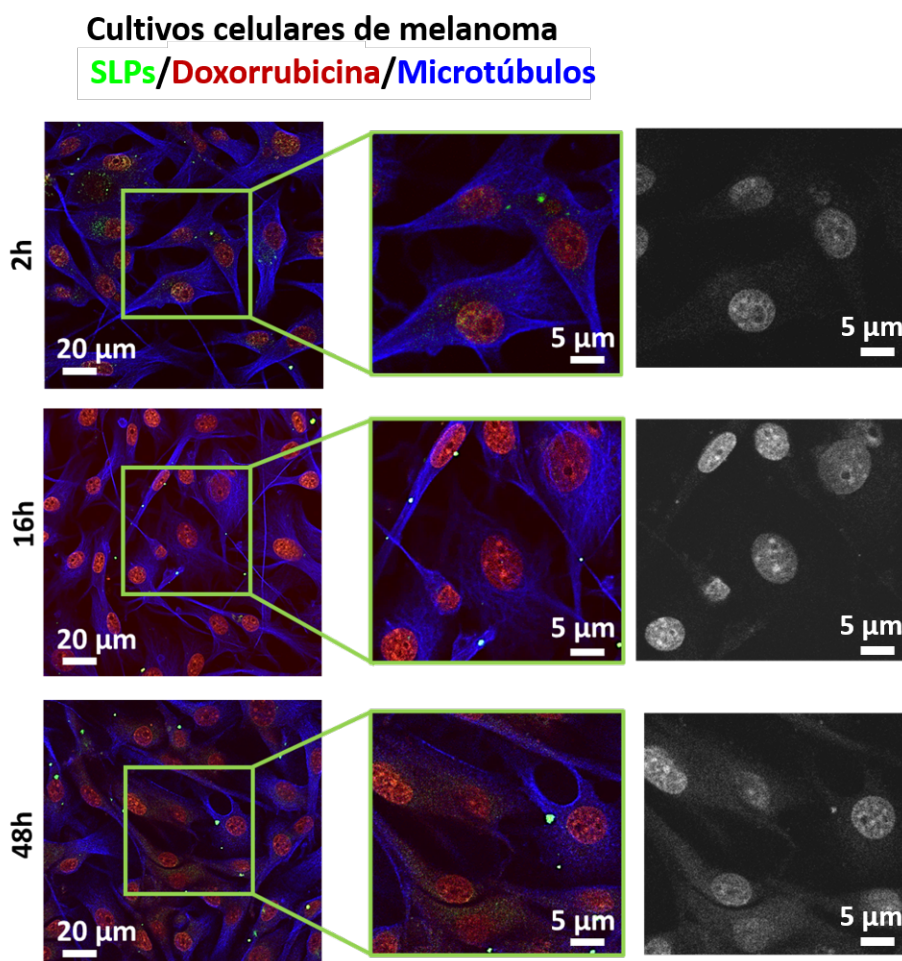 Cultivos celulares de melanoma
SLPs/Doxorrubicina/Microtúbulos
2h
20 µm
5 µm
5 µm
16h
20 µm
5 µm
5 µm
48h
20 µm
5 µm
5 µm